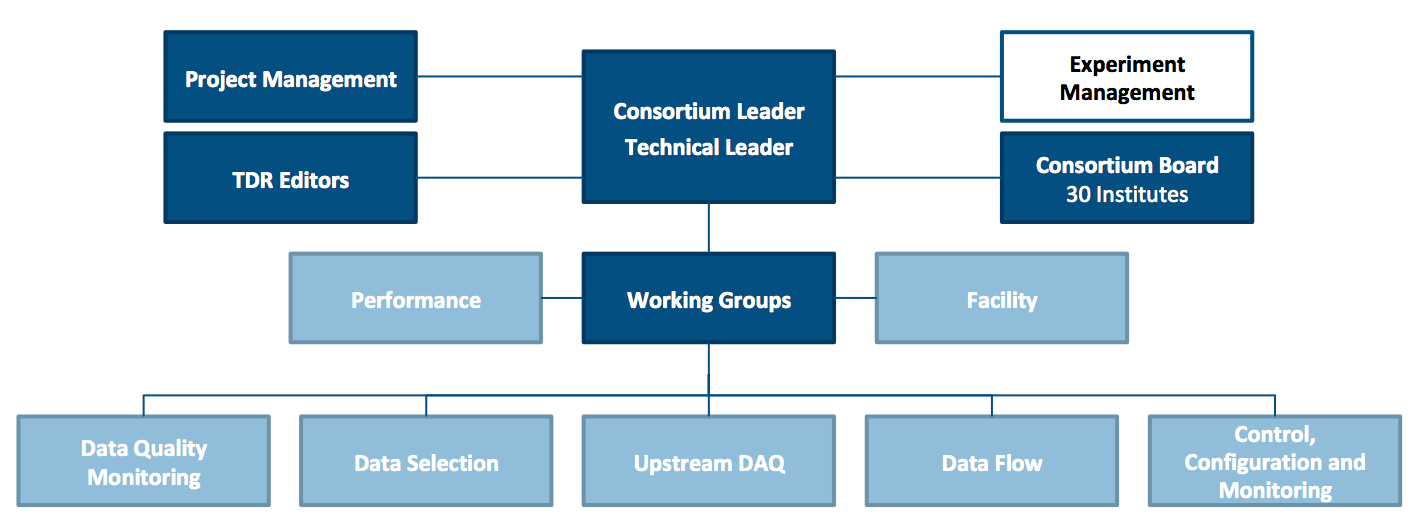 Project Management
Consortium Leader
Technical Leader
Experiment
Management
TDR Editors
Consortium Board
30 Institutes
Performance
Working Groups
Facility
Data Quality
Monitoring
Data Selection
Upstream DAQ
Data Flow
Control,
Configuration and
Monitoring